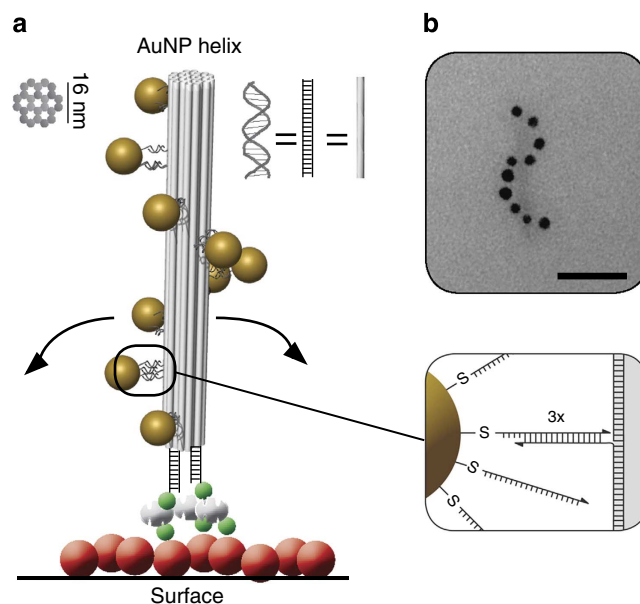 a
b
AuNP helix
16 nm
=
=
S
3x
S
S
S
Surface